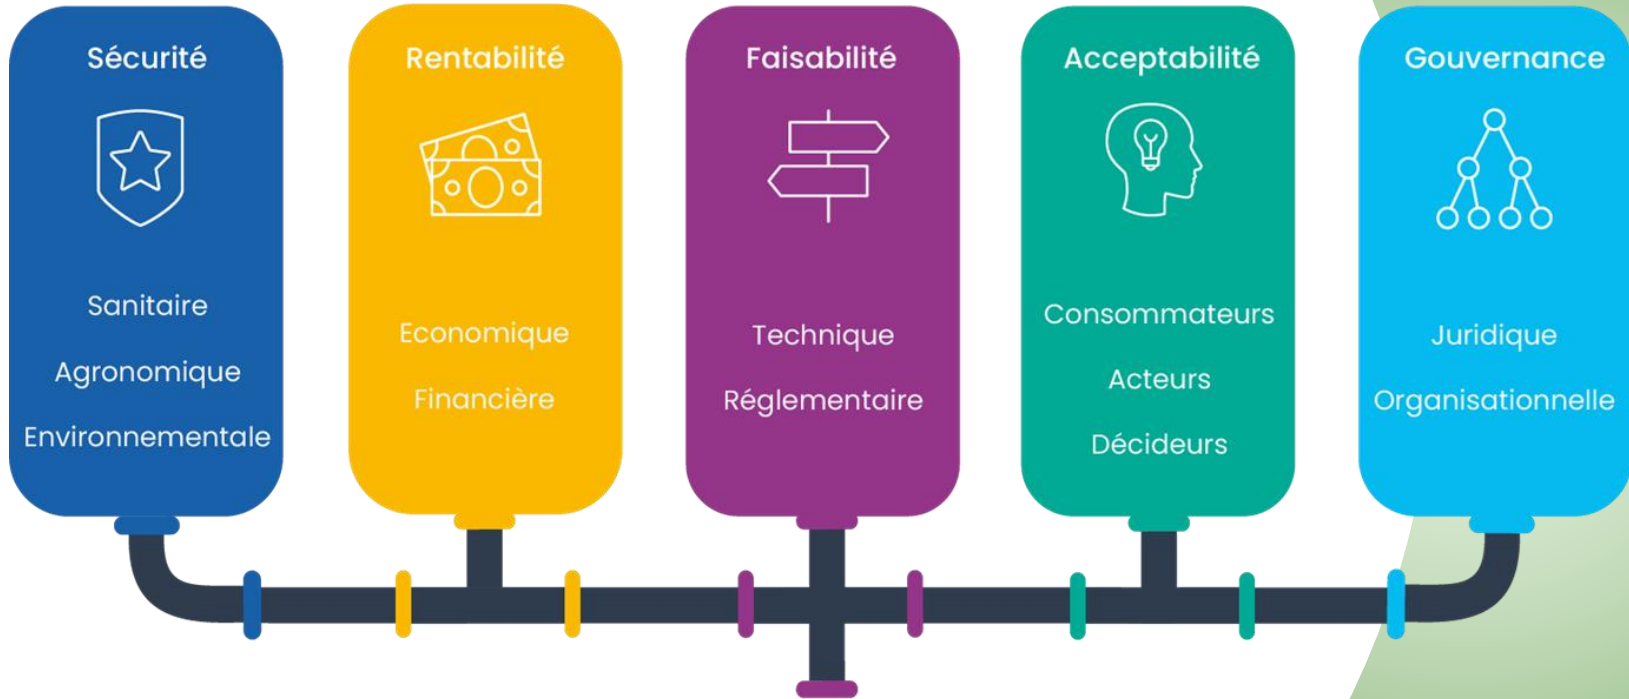 Sécurité
Sanitaire
Agronomique
Environnementale
Rentabilité
Economique
Financière
Faisabilité
Technique
Réglementaire
Acceptabilité
Consommateurs
Acteurs
Décideurs
Gouvernance
Juridique
Organisationnelle